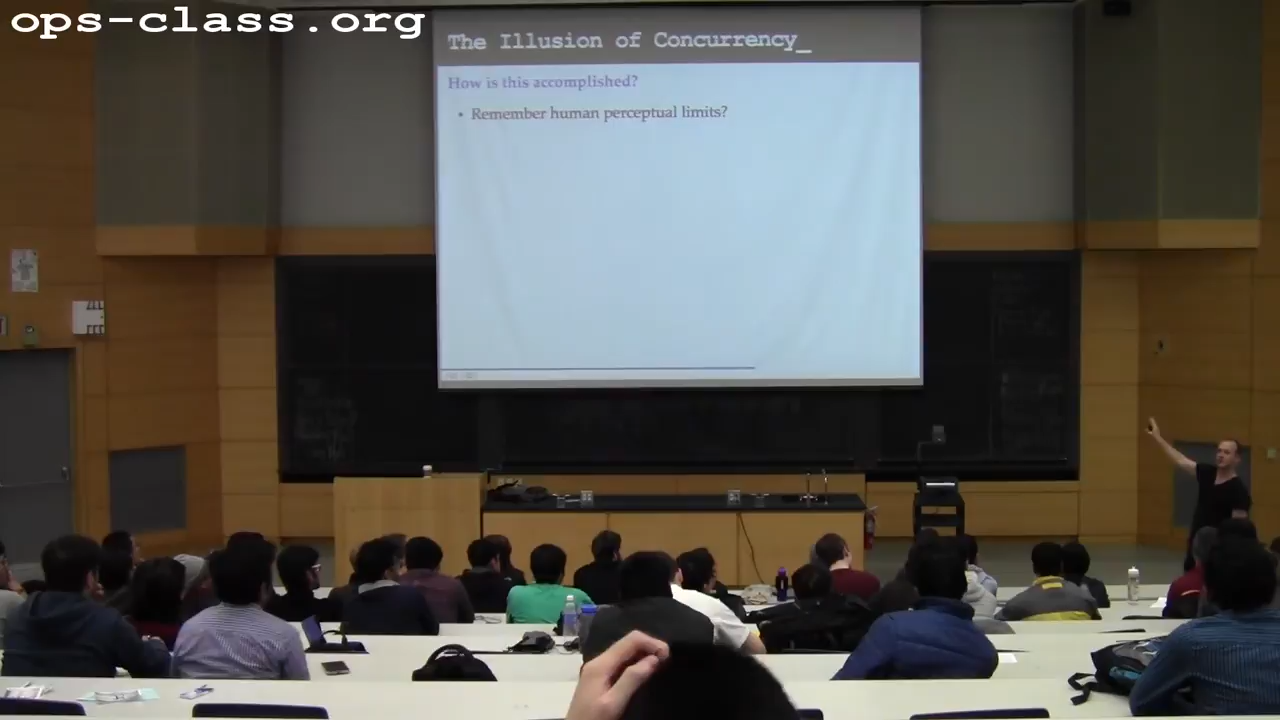 ops-class.org
The Illusion of Concurrency_
How is this accomplished?
• Remember human perceptual limits?